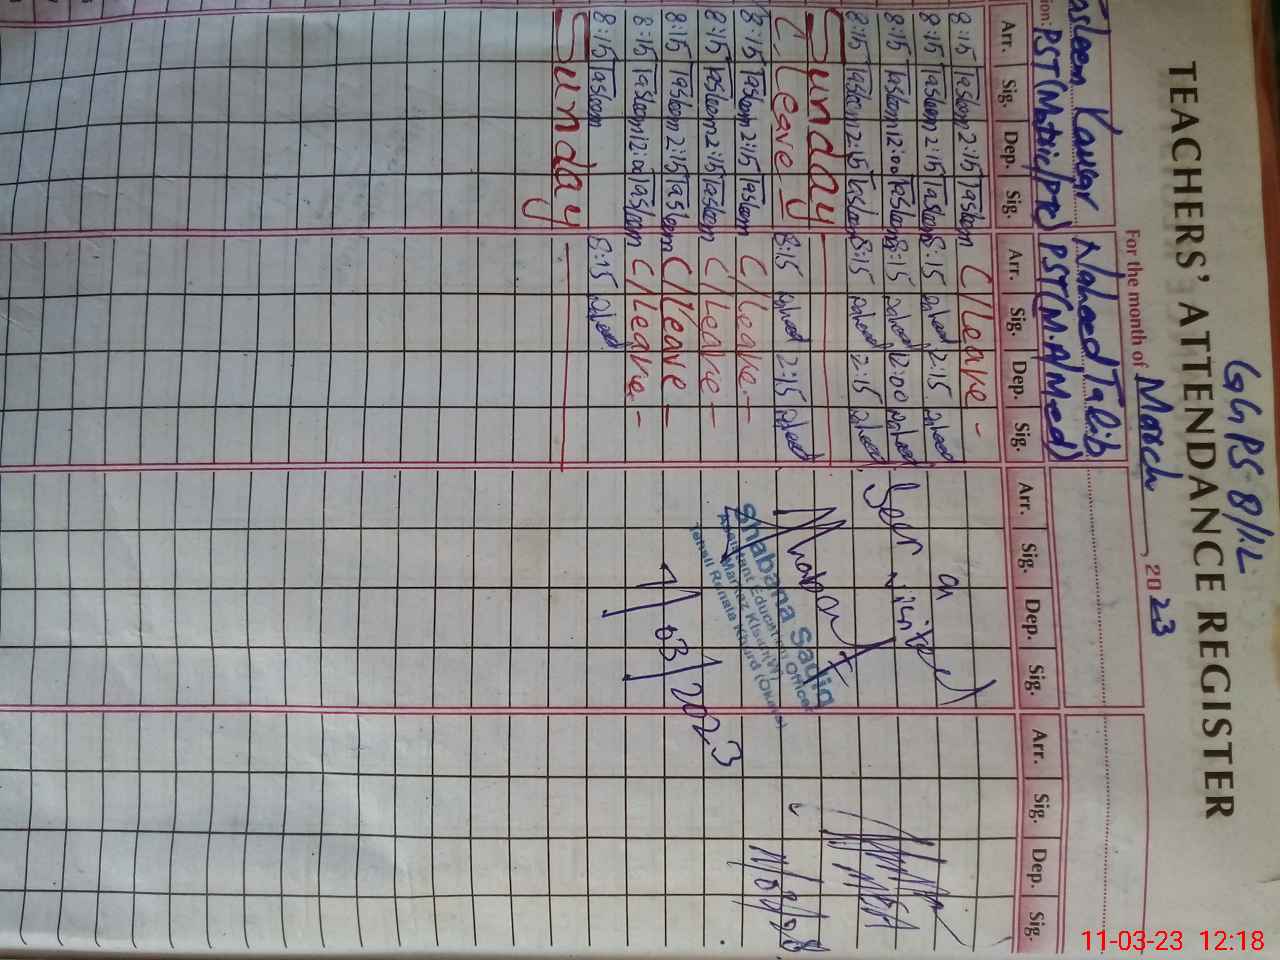 GGPS 8/1.L
TEACHERS' ATTENDANCE REGISTER
For the month of March 2023
Tasleem Kawsar Naheed Talib
PST (Matric/PTC) PST (M.A/Med)
Arr. Sig. Dep. Sig. Arr. Sig. Dep. Sig. Arr. Sig. Dep. Sig. Arr. Sig. Dep. Sig.
8:15 Tasleem 2:15 Tasleem C/Leave -
8:15 Tasleem 2:15 Tasleem 8:15 Naheed 2:15 Naheed
8:15 Tasleem 12:00 Tasleem 8:15 Naheed 12:00 Naheed
8:15 Tasleem 2:15 Tasleem 8:15 Naheed 2:15 Naheed
Sunday
C/Leave - 8:15 Naheed 2:15 Naheed
8:15 Tasleem 2:15 Tasleem C/Leave -
8:15 Tasleem 2:15 Tasleem C/Leave -
8:15 Tasleem 2:15 Tasleem C/Leave -
8:15 Tasleem 12:00 Tasleem C/Leave -
8:15 Tasleem 8:15 Naheed
Sunday
Seen on
visited
Shabana Sadiq
Assistant Education Officer
Tehsil Renala Khurd (Okara)
7/03/2023
11-03-23 12:18